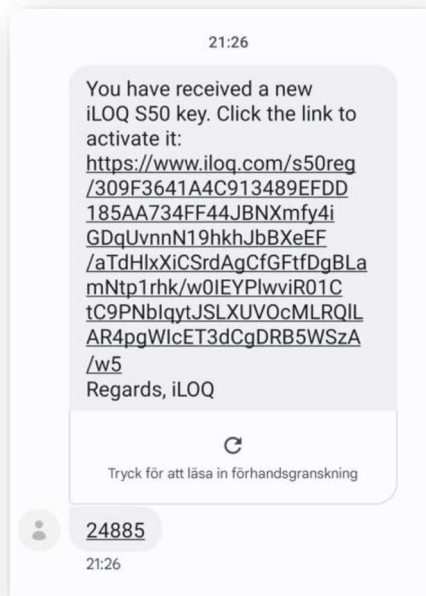 21:26
You have received a new
iLOQ S50 key. Click the link to
activate it:
https://www.iloq.com/s50reg
/309F3641A4C913489EFDD
185AA734FF44JBNXmfy4i
GDqUvnnN19hkhJbBXeEF
/aTdHlxXiCSrdAgCfGFtfDgBLa
mNtp1rhk/w0IEYPlwviR01C
tC9PNbIqytJSLXUVOcMLRQIL
AR4pgWIcET3dCgDRB5WSzA
/w5
Regards, iLOQ
Tryck för att läsa in förhandsgranskning
24885
21:26